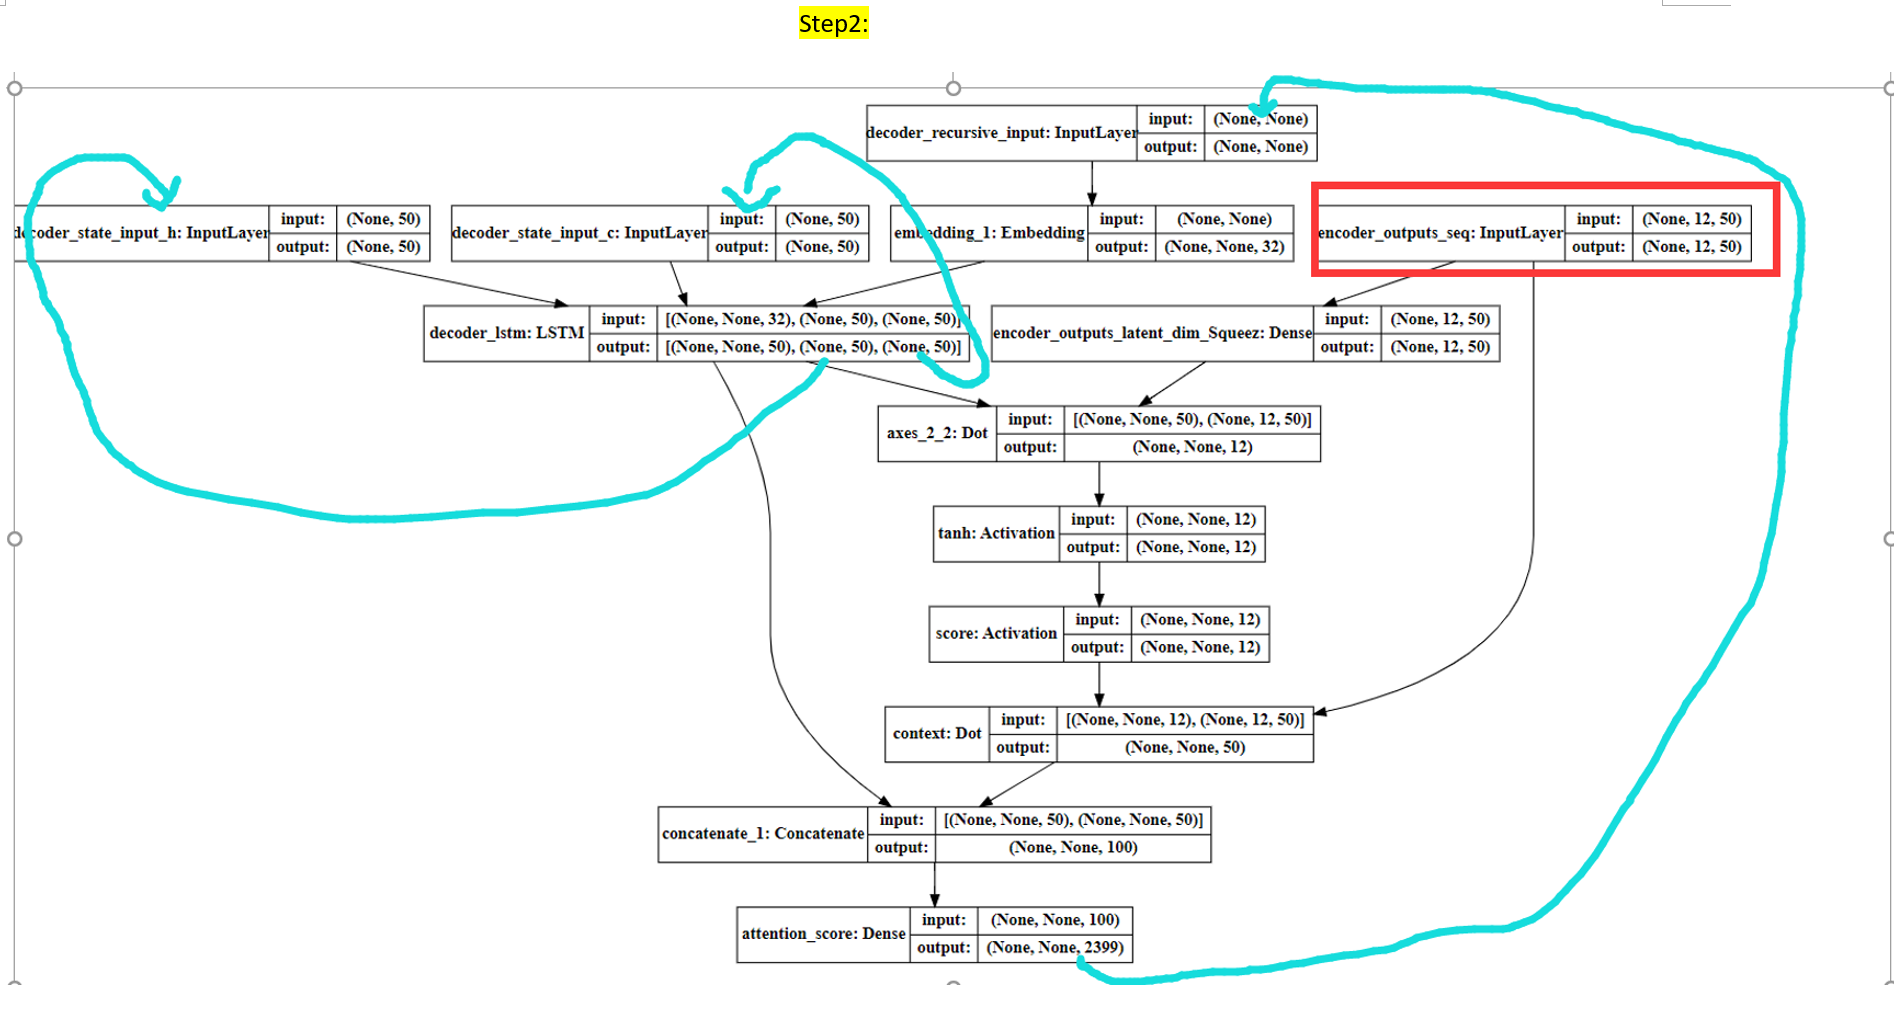 Step2:
decoder_recursive_input: InputLayer
input: (None, None)
output: (None, None)
decoder_state_input_h: InputLayer
input: (None, 50)
output: (None, 50)
decoder_state_input_c: InputLayer
input: (None, 50)
output: (None, 50)
embedding_1: Embedding
input: (None, None)
output: (None, None, 32)
encoder_outputs_seq: InputLayer
input: (None, 12, 50)
output: (None, 12, 50)
decoder_lstm: LSTM
input: [(None, None, 32), (None, 50), (None, 50)]
output: [(None, None, 50), (None, 50), (None, 50)]
encoder_outputs_latent_dim_Squeez: Dense
input: (None, 12, 50)
output: (None, 12, 50)
axes_2_2: Dot
input: [(None, None, 50), (None, 12, 50)]
output: (None, None, 12)
tanh: Activation
input: (None, None, 12)
output: (None, None, 12)
score: Activation
input: (None, None, 12)
output: (None, None, 12)
context: Dot
input: [(None, None, 12), (None, 12, 50)]
output: (None, None, 50)
concatenate_1: Concatenate
input: [(None, None, 50), (None, None, 50)]
output: (None, None, 100)
attention_score: Dense
input: (None, None, 100)
output: (None, None, 2399)